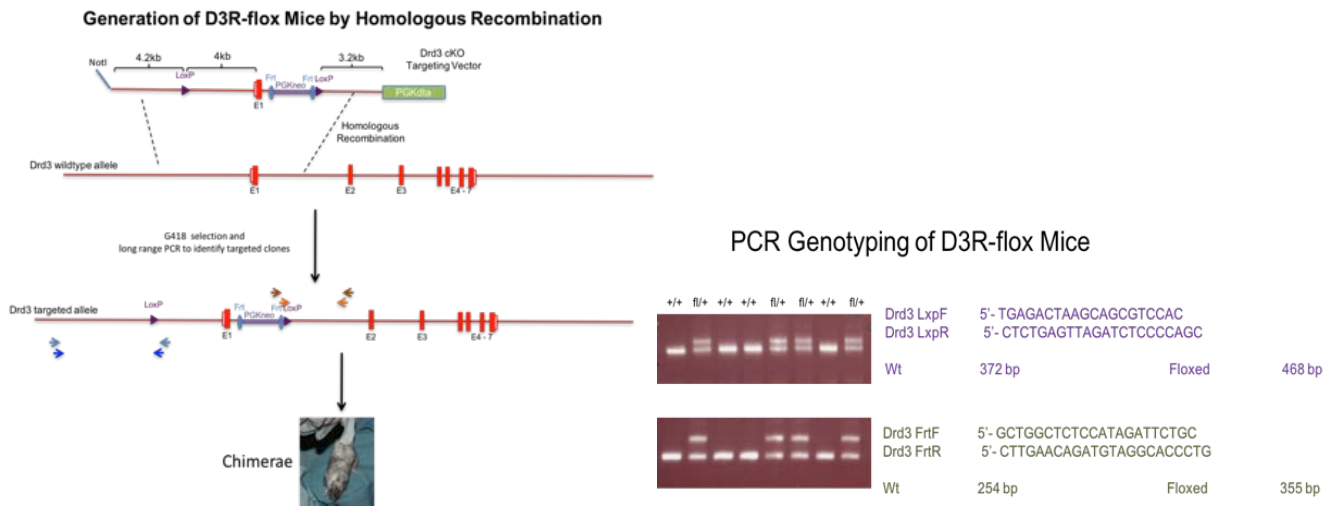 Generation of D3R-flox Mice by Homologous Recombination
4.2kb 4kb 3.2kb Drd3 cKO
Targeting Vector
NotI
LoxP Frt Frt LoxP
PGKneo
PGKdta
E1
Homologous
Recombination
Drd3 wildtype allele
E1 E2 E3 E4 - 7
G418 selection and
long range PCR to identify targeted clones
Drd3 targeted allele
LoxP Frt Frt LoxP
PGKneo
E1 E2 E3 E4 - 7
Chimerae
PCR Genotyping of D3R-flox Mice
+/+ fl/+ +/+ +/+ fl/+ fl/+ +/+ fl/+
Drd3 LxpF 5'- TGAGACTAAGCAGCGTCCAC
Drd3 LxpR 5'- CTCTGAGTTAGATCTCCCCAGC
Wt 372 bp Floxed 468 bp
Drd3 FrtF 5'- GCTGGCTCTCCATAGATTCTGC
Drd3 FrtR 5'- CTTGAACAGATGTAGGCACCCTG
Wt 254 bp Floxed 355 bp